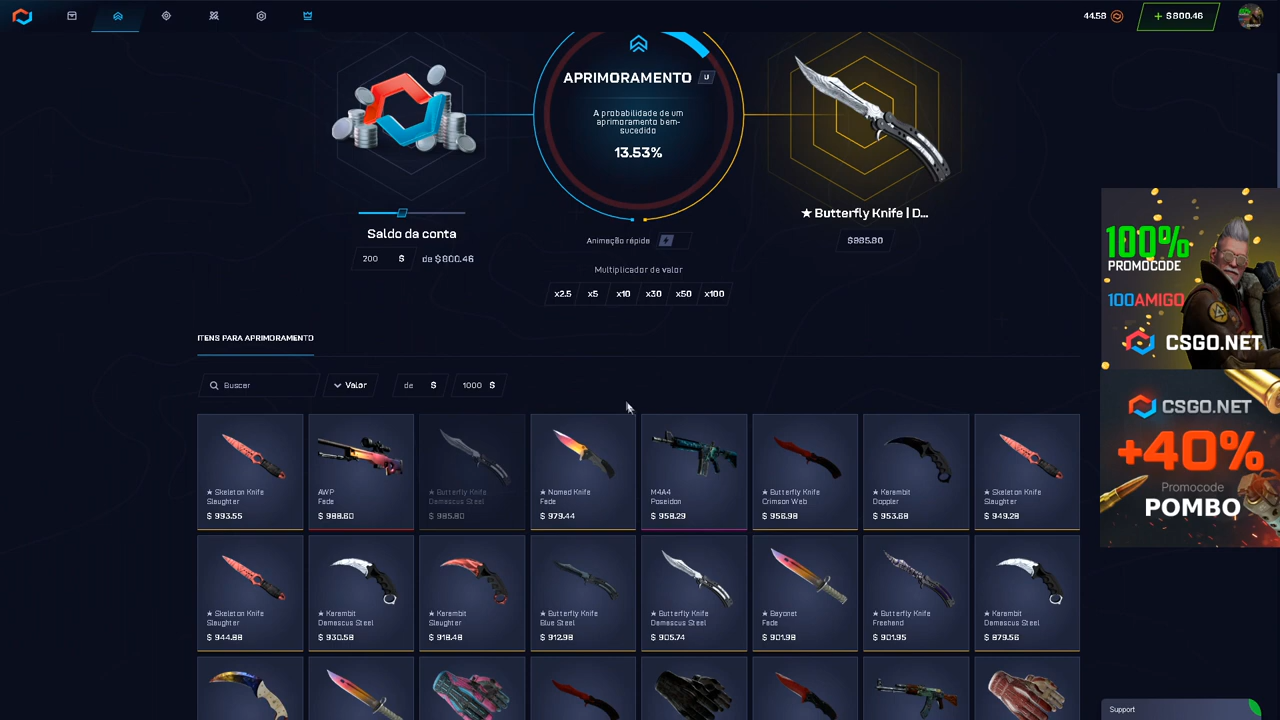 44.58
+ $800.46
APRIMORAMENTO U
A probabilidade de um
aprimoramento bem-
sucedido
13.53%
★ Butterfly Knife | D...
$985.80
Saldo da conta
200 $ de $800.46
Animação rápida
Multiplicador de valor
x2.5 x5 x10 x30 x50 x100
100%
PROMOCODE
100AMIGO
CSGO.NET
CSGO.NET
+40%
Promocode
POMBO
ITENS PARA APRIMORAMENTO
Buscar Valor de $ 1000 $
★ Skeleton Knife
Slaughter
$ 993.55
AWP
Fade
$ 988.60
★ Butterfly Knife
Damascus Steel
$ 985.80
★ Nomad Knife
Fade
$ 979.44
M4A4
Poseidon
$ 958.29
★ Butterfly Knife
Crimson Web
$ 956.98
★ Karambit
Doppler
$ 953.68
★ Skeleton Knife
Slaughter
$ 949.28
★ Skeleton Knife
Slaughter
$ 944.88
★ Karambit
Damascus Steel
$ 930.58
★ Karambit
Slaughter
$ 918.48
★ Butterfly Knife
Blue Steel
$ 912.98
★ Butterfly Knife
Damascus Steel
$ 905.74
★ Bayonet
Fade
$ 901.98
★ Butterfly Knife
Freehand
$ 901.95
★ Karambit
Damascus Steel
$ 879.56
Support